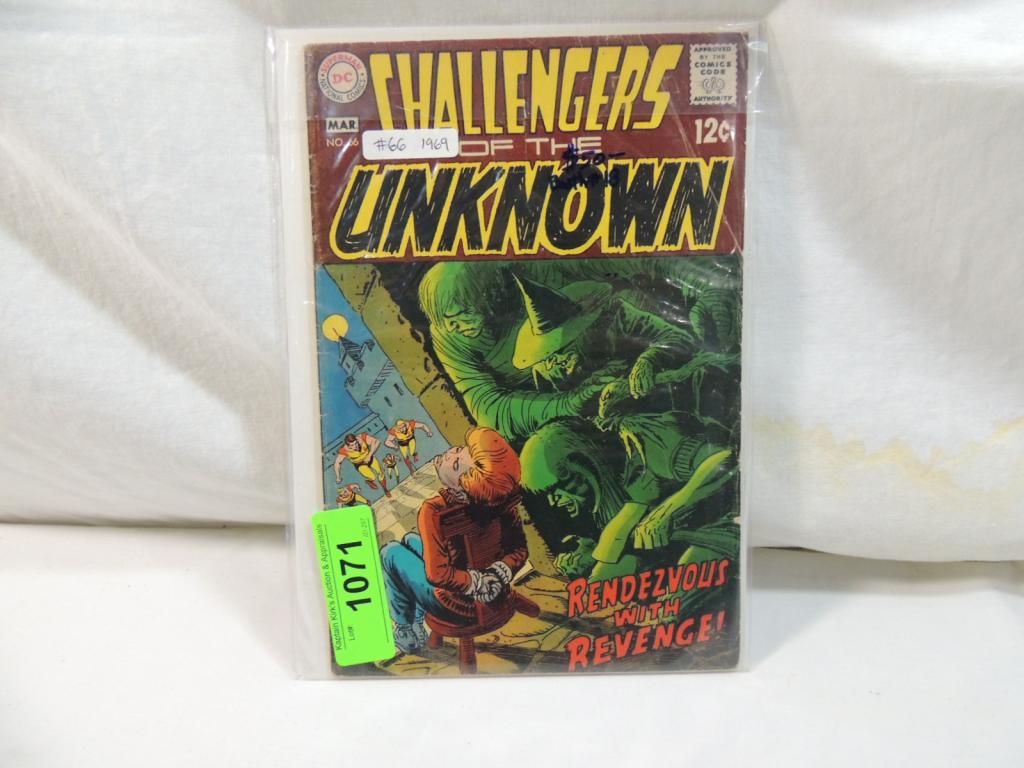 SUPERMAN
DC
NATIONAL COMICS
CHALLENGERS
OF THE
UNKNOWN
APPROVED
BY THE
COMICS
CODE
AUTHORITY
MAR.
NO. 66
#66 1969
12¢
RENDEZVOUS
WITH
REVENGE!
Kaptain Kirk's Auction & Appraisals
Lot#: 1071